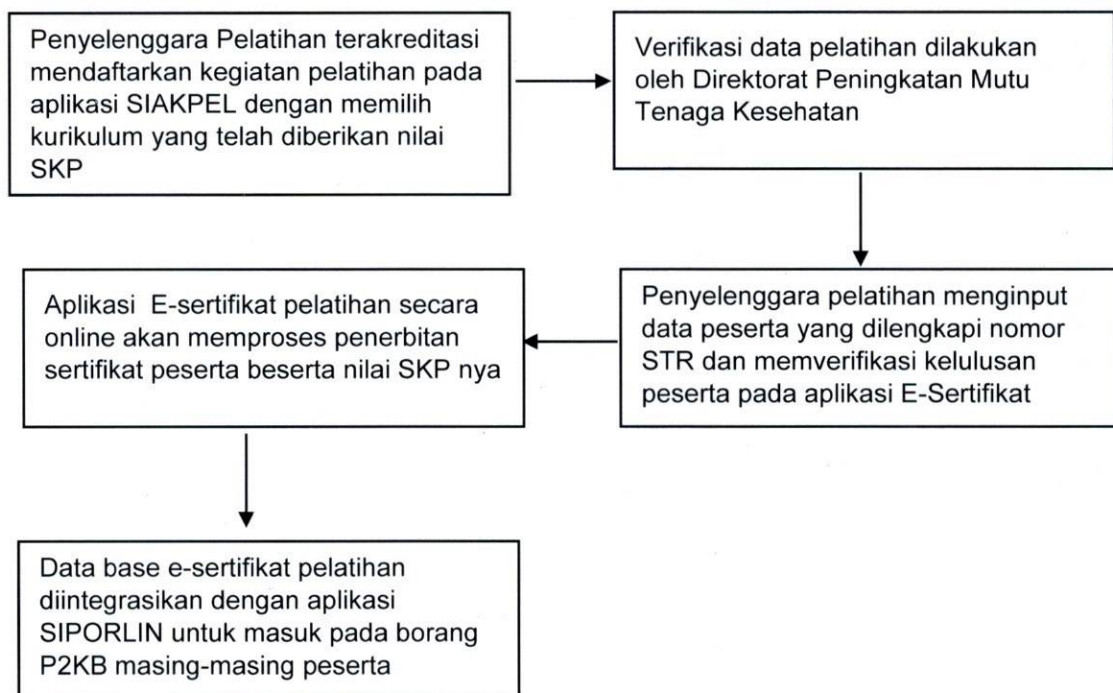 Penyelenggara Pelatihan terakreditasi
mendaftarkan kegiatan pelatihan pada
aplikasi SIAKPEL dengan memilih
kurikulum yang telah diberikan nilai
SKP
Verifikasi data pelatihan dilakukan
oleh Direktorat Peningkatan Mutu
Tenaga Kesehatan
Penyelenggara pelatihan menginput
data peserta yang dilengkapi nomor
STR dan memverifikasi kelulusan
peserta pada aplikasi E-Sertifikat
Aplikasi E-sertifikat pelatihan secara
online akan memproses penerbitan
sertifikat peserta beserta nilai SKP nya
Data base e-sertifikat pelatihan
diintegrasikan dengan aplikasi
SIPORLIN untuk masuk pada borang
P2KB masing-masing peserta